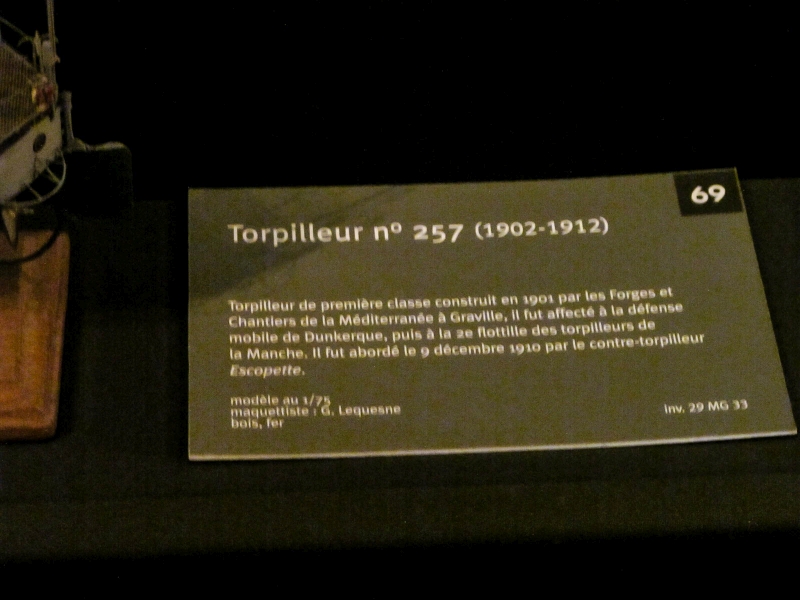 69
Torpilleur nº 257 (1902-1912)
Torpilleur de première classe construit en 1901 par les Forges et
Chantiers de la Méditerranée à Graville, il fut affecté à la défense
mobile de Dunkerque, puis à la 2e flottille des torpilleurs de
la Manche. Il fut abordé le 9 décembre 1910 par le contre-torpilleur
Escopette.
modèle au 1/75
maquettiste : G. Lequesne
bois, fer
Inv. 29 MG 33